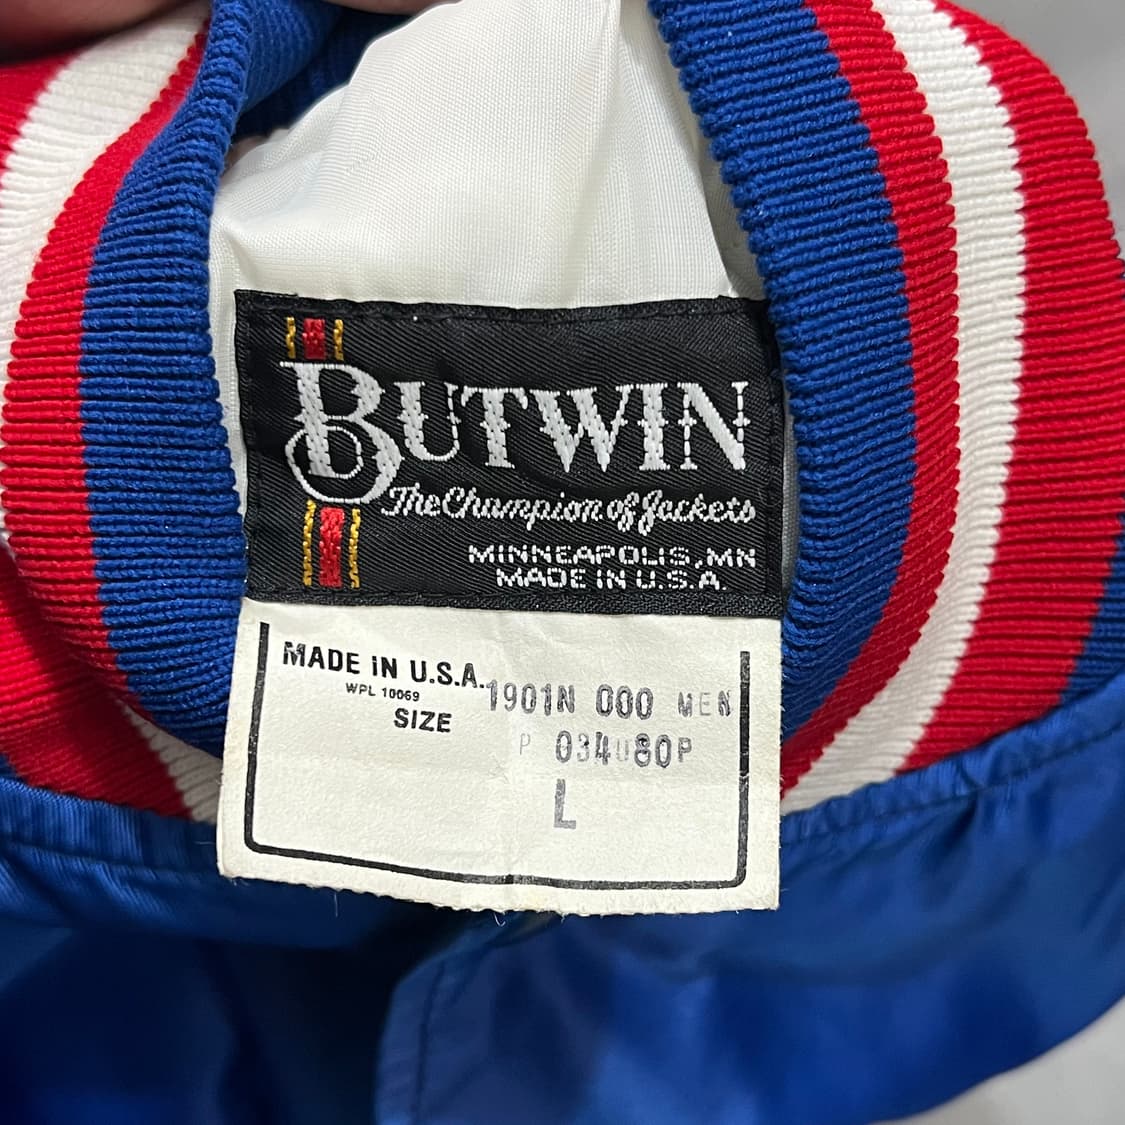 BUTWIN
The Champion of Jackets
MINNEAPOLIS, MN
MADE IN U.S.A.
MADE IN U.S.A.
WPL 10069
SIZE
1901N 000 MEN
P
L